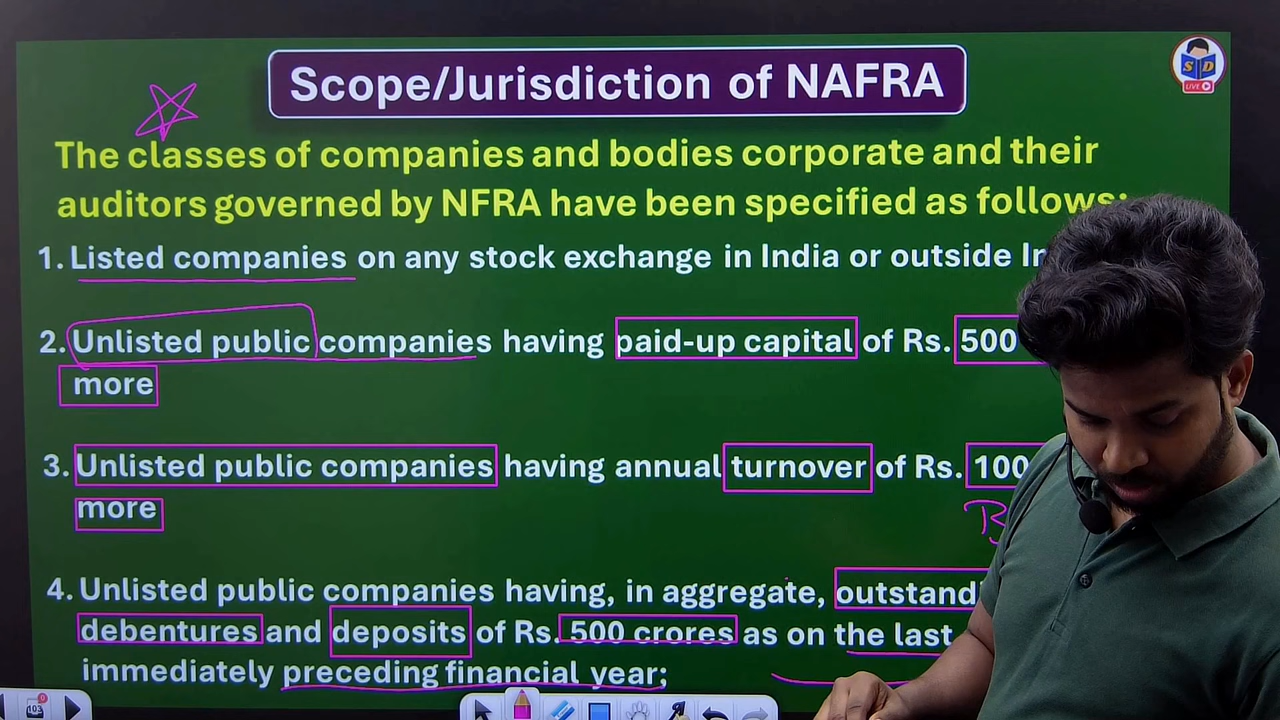 Scope/Jurisdiction of NAFRA
S D
LIVE
The classes of companies and bodies corporate and their
auditors governed by NFRA have been specified as follows:
1. Listed companies on any stock exchange in India or outside
2. Unlisted public companies having paid-up capital of Rs. 500
more
3. Unlisted public companies having annual turnover of Rs. 100
more
4. Unlisted public companies having, in aggregate,
debentures and deposits of Rs. 500 crores as on the last
immediately preceding financial year;
103